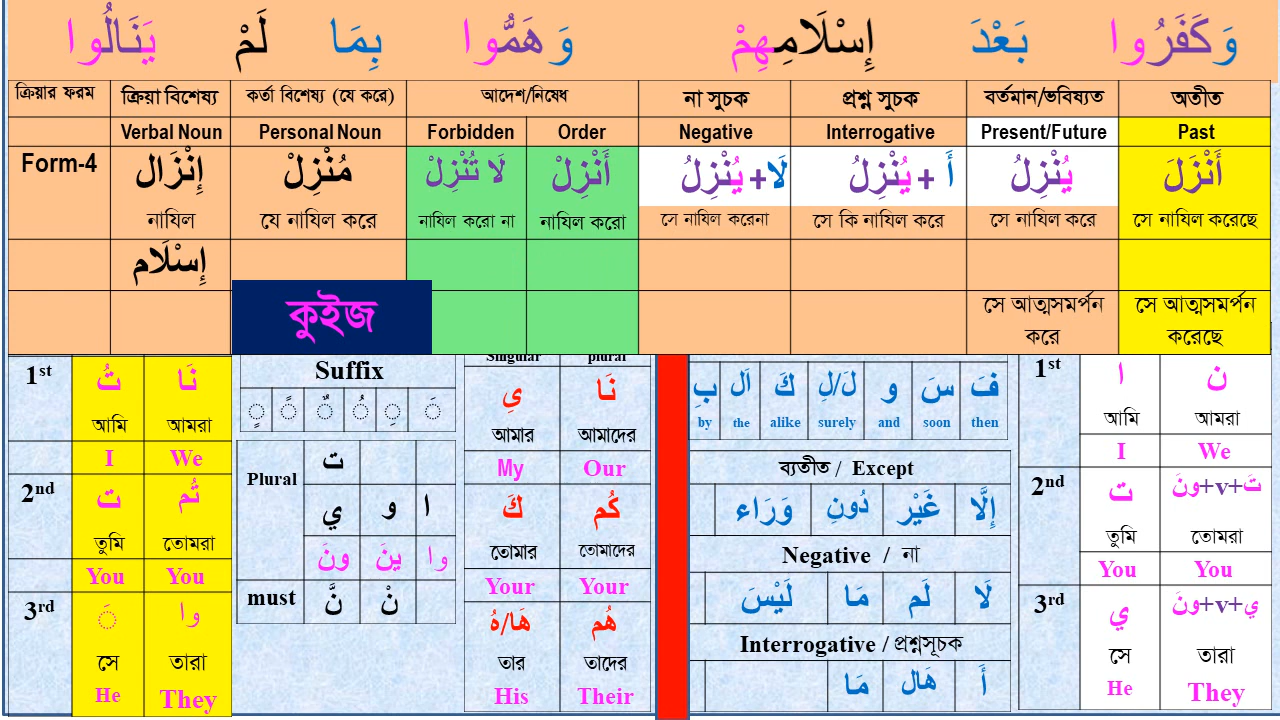 وَكَفَرُوا بَعْدَ إِسْلَامِهِمْ وَهَمُّوا بِمَا لَمْ يَنَالُوا
ক্রিয়ার ফরম ক্রিয়া বিশেষ্য কর্তা বিশেষ্য (যে করে) আদেশ/নিষেধ না সুচক প্রশ্ন সুচক বর্তমান/ভবিষ্যত অতীত
Verbal Noun Personal Noun Forbidden Order Negative Interrogative Present/Future Past
Form-4 إِنْزَال مُنْزِلْ لَا تُنْزِلْ أَنْزِلْ لَا+ يُنْزِلُ أَ + يُنْزِلُ يُنْزِلُ أَنْزَلَ
নাযিল যে নাযিল করে নাযিল করো না নাযিল করো সে নাযিল করেনা সে কি নাযিল করে সে নাযিল করে সে নাযিল করেছে
إِسْلَام
কুইজ
সে আত্মসমর্পন করে
সে আত্মসমর্পন করেছে
1st تُ نَا
আমি আমরা
I We
2nd ت تُم
তুমি তোমরা
You You
3rd َ وا
সে তারা
He They
Suffix
ٍ ً ٌ ُ ِ َ
Plural ت
ي و ا
ونَ ينَ وا
must نَّ نْ
Singular plural
يِ نَا
আমার আমাদের
My Our
كَ كُم
তোমার তোমাদের
Your Your
هَا/هُ هُم
তার তাদের
His Their
بِ اَل كَ لَ/لِ و سَ فَ
by the alike surely and soon then
ব্যতীত / Except
وَرَاء دُونِ غَيْر إِلَّا
Negative / না
لَيْسَ مَا لَم لَا
Interrogative / প্রশ্নসূচক
مَا هَال أَ
1st ا ن
আমি আমরা
I We
2nd ت تَ+v+ونَ
তুমি তোমরা
You You
3rd ي ي+v+ونَ
সে তারা
He They